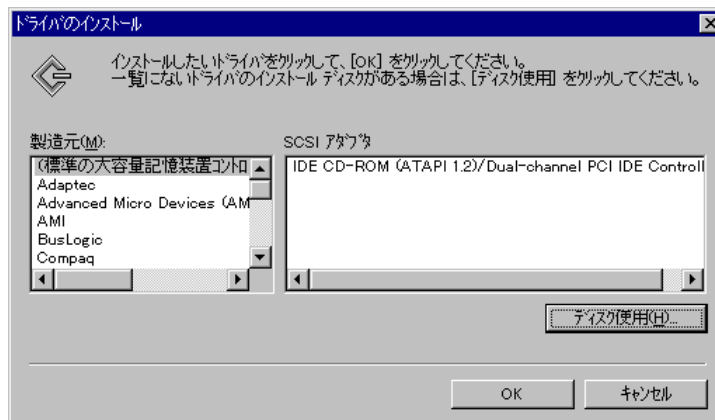 ドライバのインストール
インストールしたいドライバをクリックして、[OK] をクリックしてください。
一覧にないドライバのインストール ディスクがある場合は、[ディスク使用] をクリックしてください。
製造元(M):
(標準の大容量記憶装置コントロ
Adaptec
Advanced Micro Devices (AM
AMI
BusLogic
Compaq
SCSI アダプタ
IDE CD-ROM (ATAPI 1.2)/Dual-channel PCI IDE Controll
ディスク使用(H)...
OK
キャンセル